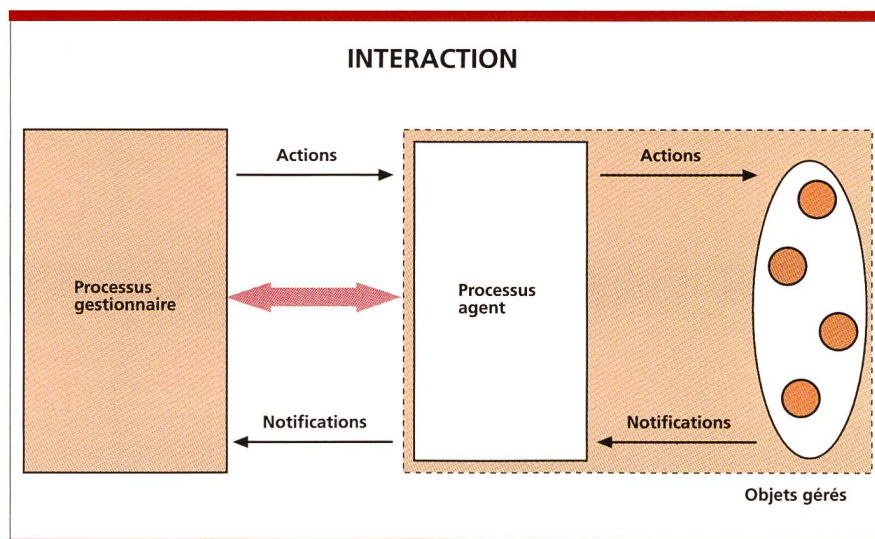 INTERACTION
Actions
Actions
Processus
gestionnaire
Processus
agent
Notifications
Notifications
Objets gérés